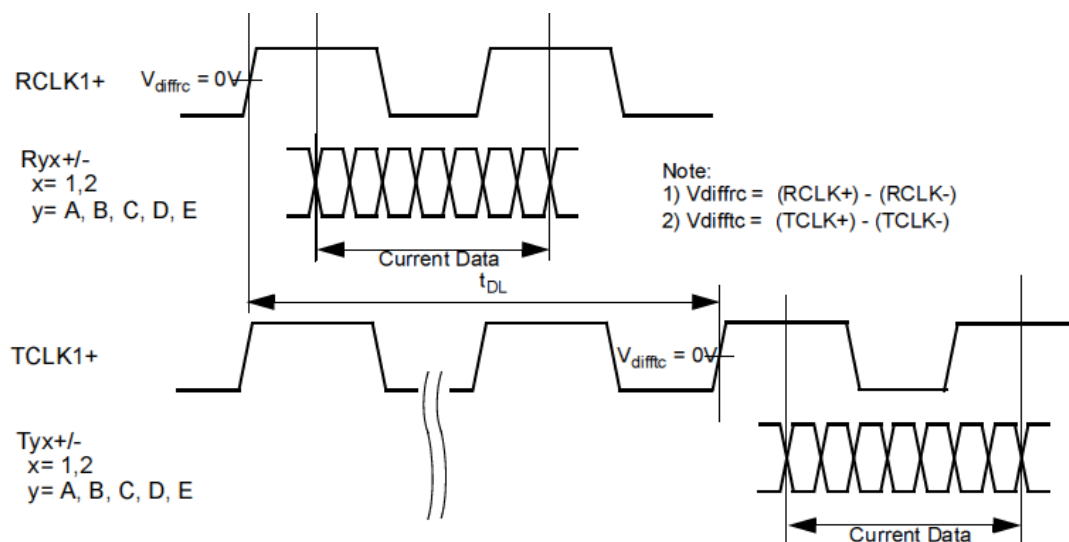 RCLK1+
Vdiffrc = 0V
Ryx+/-
x= 1,2
y= A, B, C, D, E
Note:
1) Vdiffrc = (RCLK+) - (RCLK-)
2) Vdifftc = (TCLK+) - (TCLK-)
Current Data
tDL
TCLK1+
Vdifftc = 0V
Tyx+/-
x= 1,2
y= A, B, C, D, E
Current Data